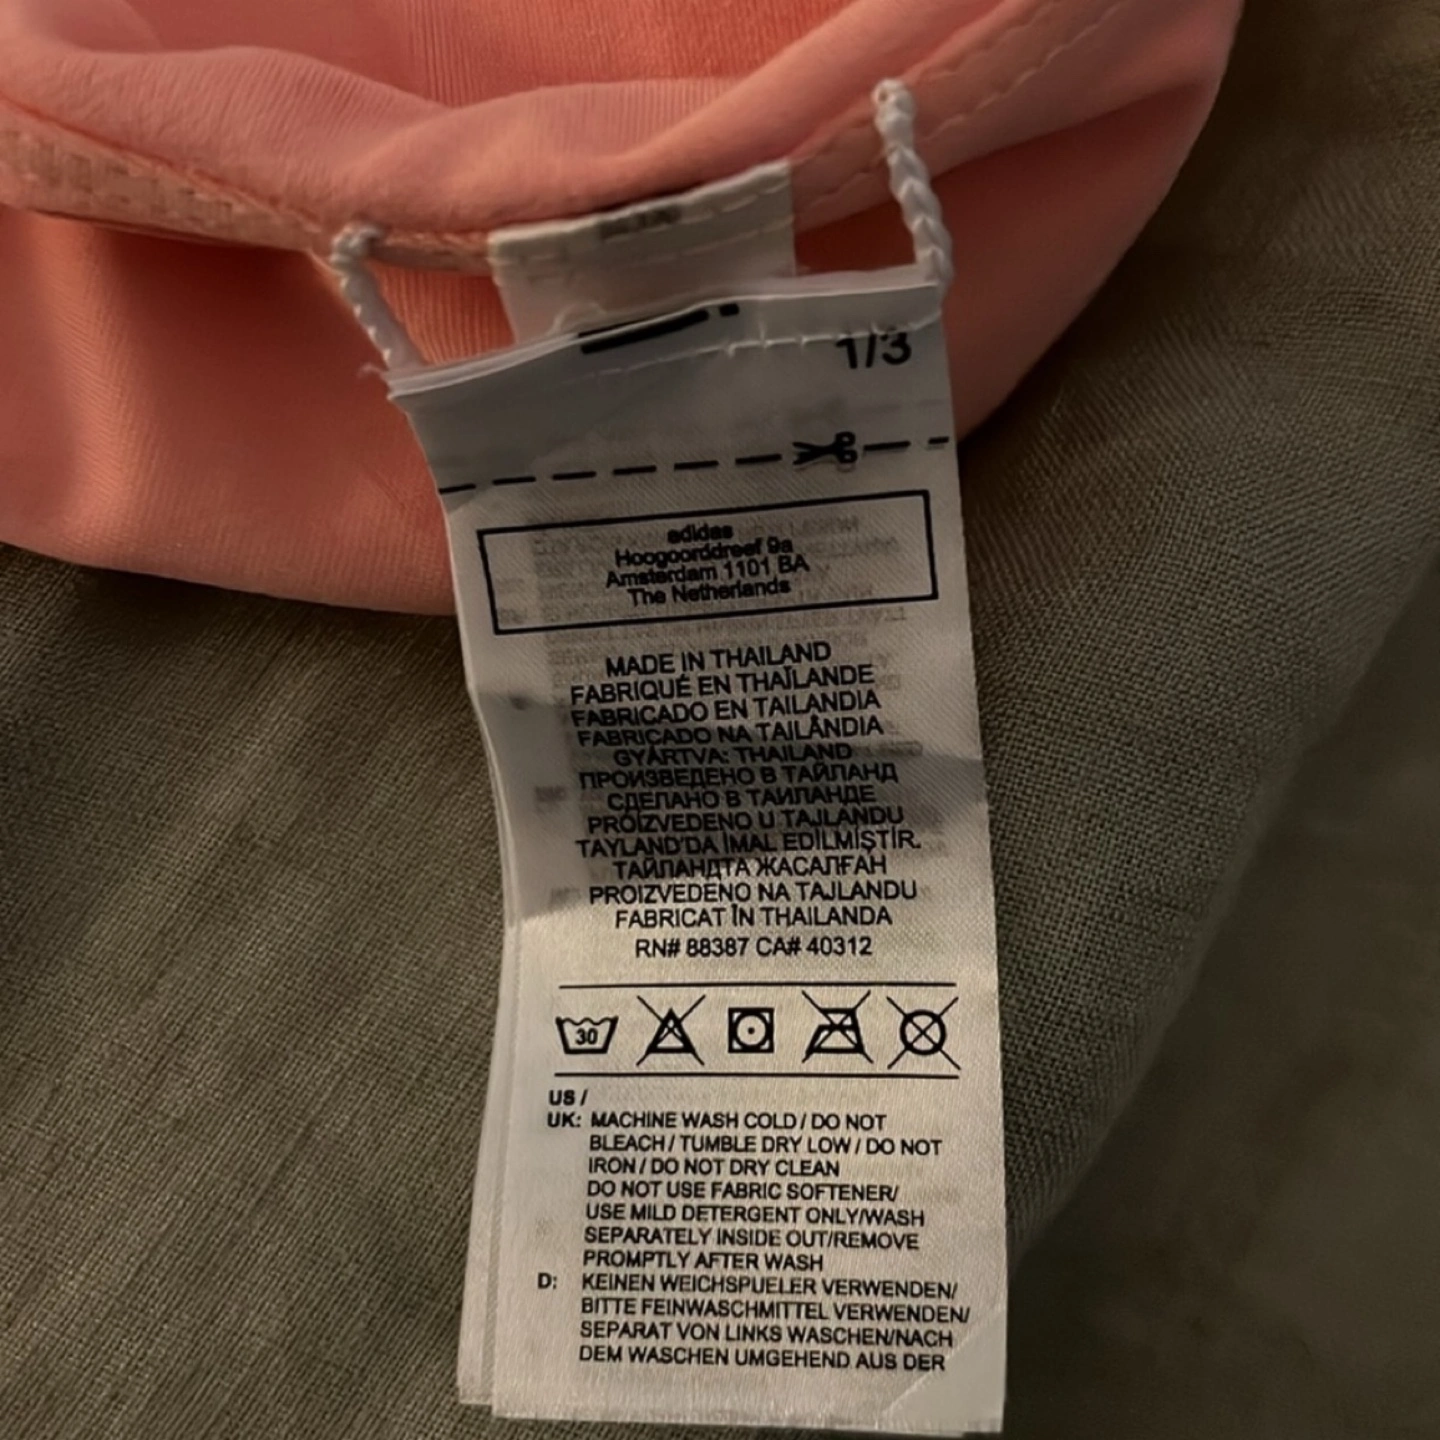 1/3
adidas
Hoogoorddreef 9a
Amsterdam 1101 BA
The Netherlands
MADE IN THAILAND
FABRIQUÉ EN THAÏLANDE
FABRICADO EN TAILANDIA
FABRICADO NA TAILÂNDIA
GYÁRTVA: THAILAND
ПРОИЗВЕДЕНО В ТАЙЛАНД
СДЕЛАНО В ТАИЛАНДЕ
PROIZVEDENO U TAJLANDU
TAYLAND'DA İMAL EDİLMİŞTİR.
ТАЙЛАНДТА ЖАСАЛҒАН
PROIZVEDENO NA TAJLANDU
FABRICAT ÎN THAILANDA
RN# 88387 CA# 40312
30
US /
UK: MACHINE WASH COLD / DO NOT
BLEACH / TUMBLE DRY LOW / DO NOT
IRON / DO NOT DRY CLEAN
DO NOT USE FABRIC SOFTENER/
USE MILD DETERGENT ONLY/WASH
SEPARATELY INSIDE OUT/REMOVE
PROMPTLY AFTER WASH
D: KEINEN WEICHSPUELER VERWENDEN/
BITTE FEINWASCHMITTEL VERWENDEN/
SEPARAT VON LINKS WASCHEN/NACH
DEM WASCHEN UMGEHEND AUS DER